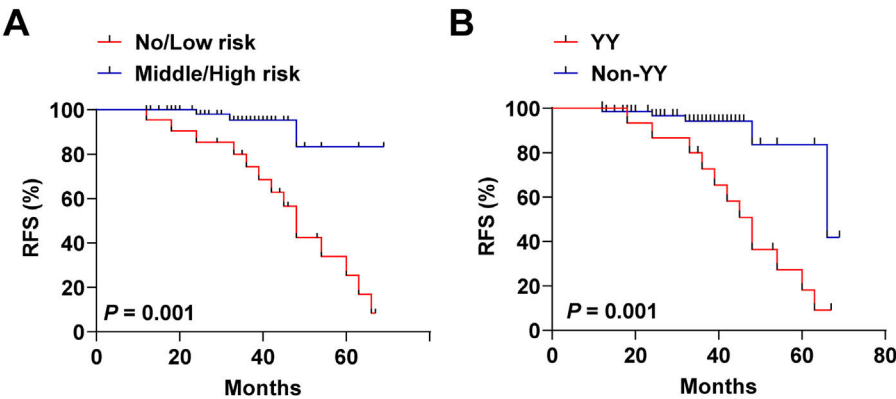 A
No/Low risk
Middle/High risk
RFS (%)
100
80
60
40
20
0
P = 0.001
0 20 40 60
Months
B
YY
Non-YY
RFS (%)
100
80
60
40
20
0
P = 0.001
0 20 40 60 80
Months